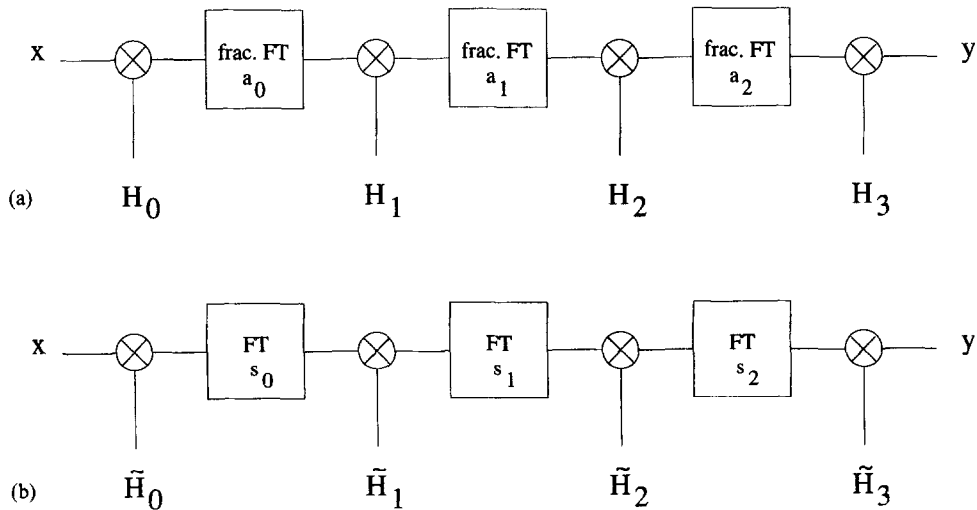 x frac. FT a0 frac. FT a1 frac. FT a2 y
(a) H0 H1 H2 H3
x FT s0 FT s1 FT s2 y
(b) H̃0 H̃1 H̃2 H̃3